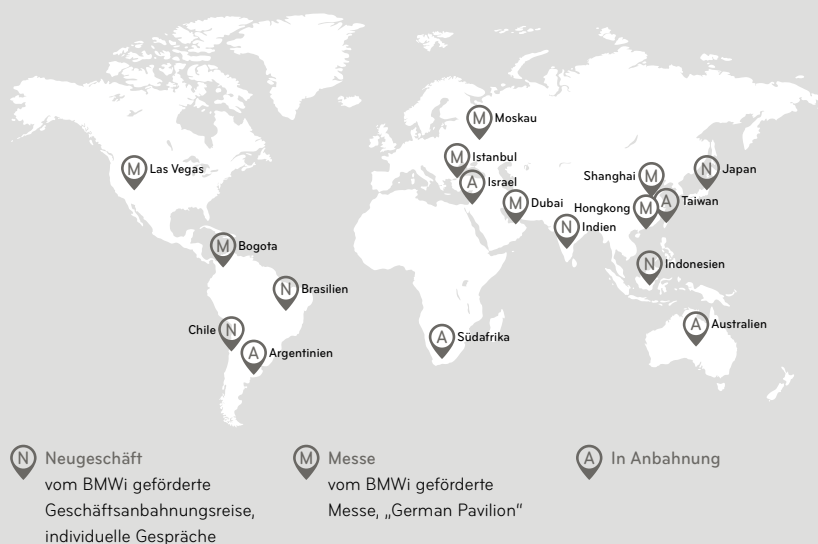 M Moskau
M Istanbul
M Las Vegas
A Israel
Shanghai M
N Japan
M Dubai
Hongkong M
A Taiwan
N Indien
M Bogota
N Indonesien
N Brasilien
Chile N
A Australien
A Südafrika
A Argentinien
N Neugeschäft
vom BMWi geförderte
Geschäftsanbahnungsreise,
individuelle Gespräche
M Messe
vom BMWi geförderte
Messe, „German Pavilion“
A In Anbahnung